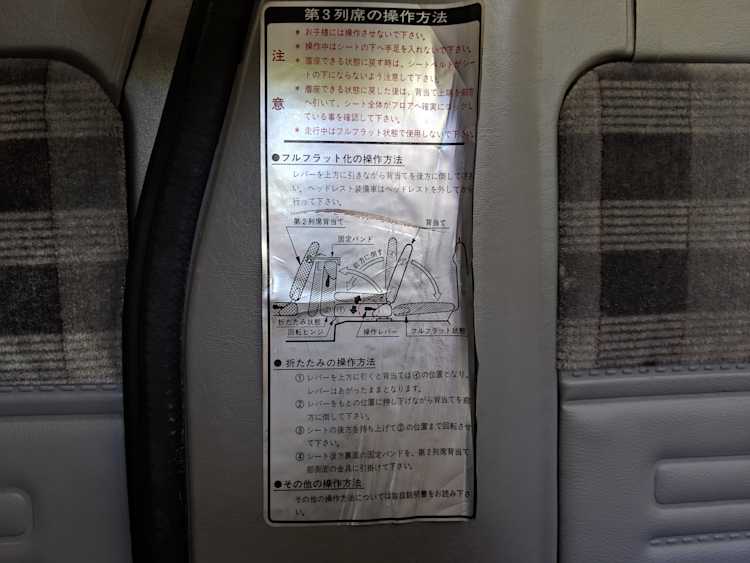 第3列席の操作方法
注意
* お子様には操作させないで下さい。
* 操作中はシートの下へ手足を入れないで下さい。
* 着座できる状態に戻す時は、シートベルトがシー
トの下にならないよう注意して下さい。
* 着座できる状態に戻した後は、背当て上端を前後
へ引いて、シート全体がフロアへ確実にロックし
ている事を確認して下さい。
* 走行中はフルフラット状態で使用しないで下さい。
●フルフラット化の操作方法
レバーを上方に引きながら背当てを後方に倒して下さ
い。ヘッドレスト装備車はヘッドレストを外してから
行って下さい。
第2列席背当て
背当て
固定バンド
前方に倒す
折たたみ状態
回転ヒンジ
操作レバー
フルフラット状態
● 折たたみの操作方法
① レバーを上方に引くと背当ては㋑の位置となり、
レバーはあがったままとなります。
② レバーをもとの位置に押し下げながら背当てを前
方に倒して下さい。
③ シートの後方を持ち上げて㋺の位置まで回転させ
て下さい。
④ シート後方裏面の固定バンドを、第2列席背当て
部側面の金具に引掛けて下さい。
●その他の操作方法
その他の操作方法については取扱説明書をお読み下さ
い。